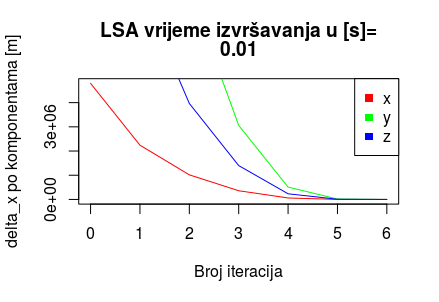 LSA vrijeme izvršavanja u [s]=
0.01
delta_x po komponentama [m]
3e+06
0e+00
x
y
z
0 1 2 3 4 5 6
Broj iteracija